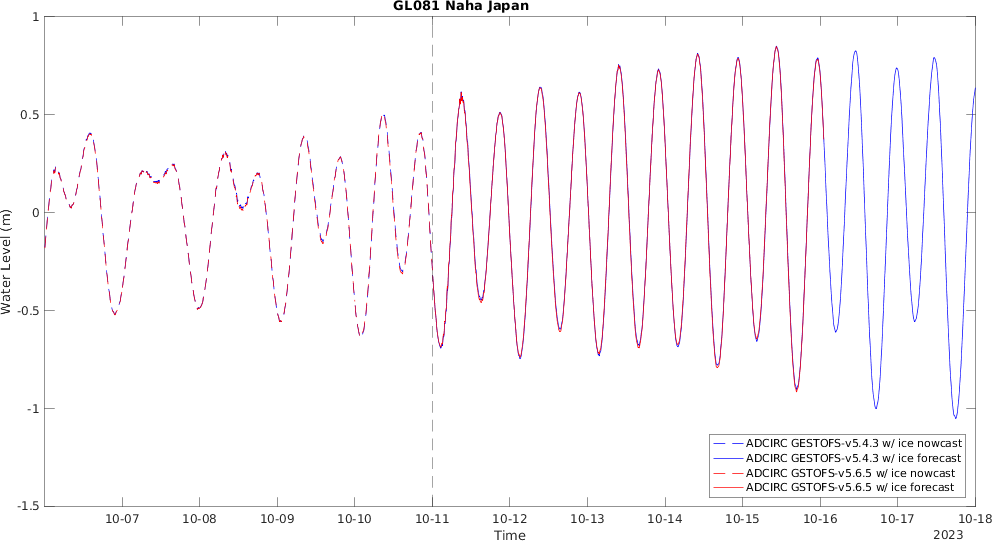 GL081 Naha Japan
1
0.5
0
-0.5
-1
-1.5
Water Level (m)
ADCIRC GESTOFS-v5.4.3 w/ ice nowcast
ADCIRC GESTOFS-v5.4.3 w/ ice forecast
ADCIRC GSTOFS-v5.6.5 w/ ice nowcast
ADCIRC GSTOFS-v5.6.5 w/ ice forecast
10-07 10-08 10-09 10-10 10-11 10-12 10-13 10-14 10-15 10-16 10-17 10-18
Time
2023